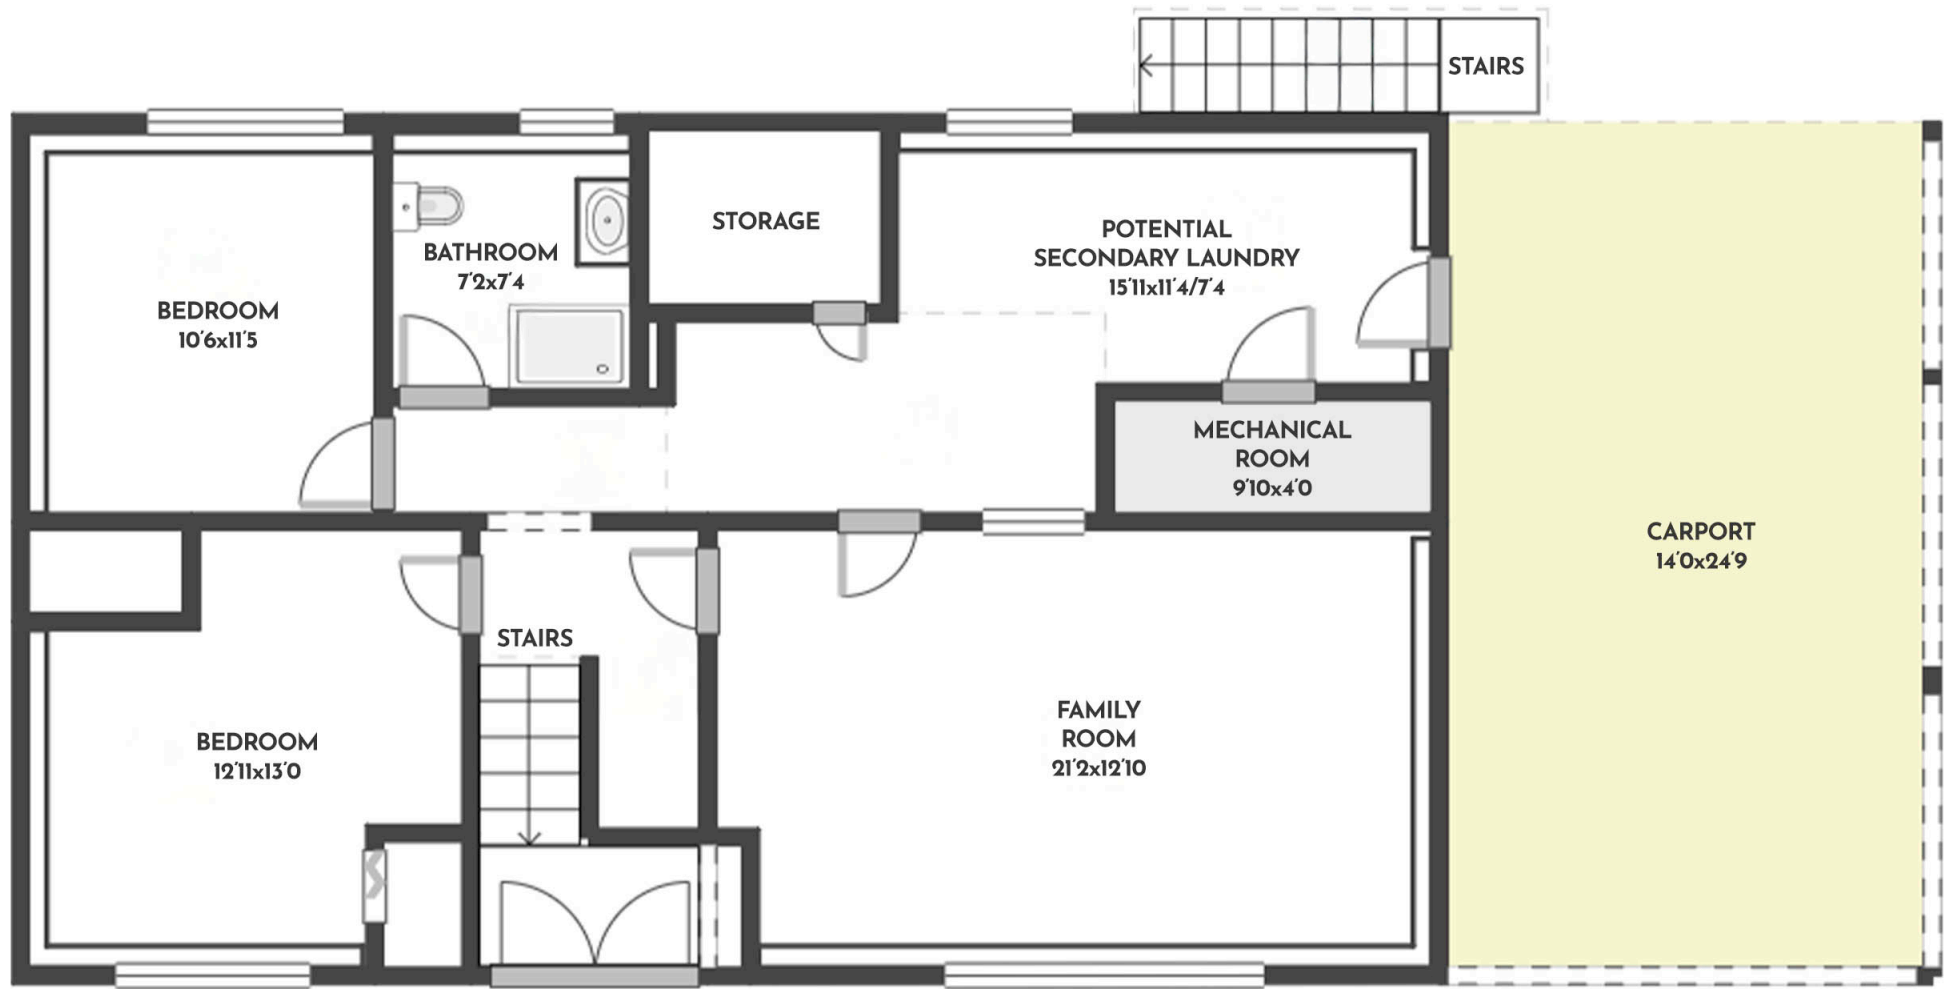 STAIRS
BEDROOM
10'6x11'5
BATHROOM
7'2x7'4
STORAGE
POTENTIAL
SECONDARY LAUNDRY
15'11x11'4/7'4
MECHANICAL
ROOM
9'10x4'0
CARPORT
14'0x24'9
STAIRS
BEDROOM
12'11x13'0
FAMILY
ROOM
21'2x12'10